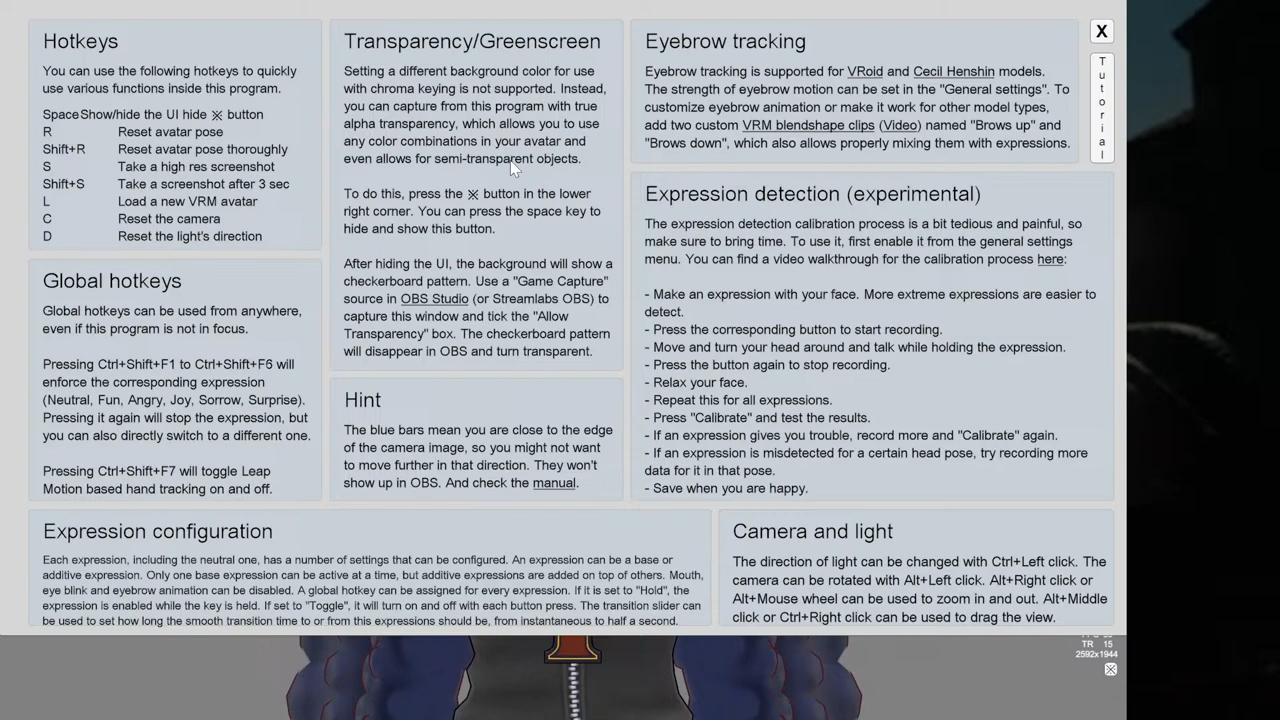 Hotkeys
You can use the following hotkeys to quickly
use various functions inside this program.
Space Show/hide the UI hide ※ button
R Reset avatar pose
Shift+R Reset avatar pose thoroughly
S Take a high res screenshot
Shift+S Take a screenshot after 3 sec
L Load a new VRM avatar
C Reset the camera
D Reset the light's direction
Global hotkeys
Global hotkeys can be used from anywhere,
even if this program is not in focus.
Pressing Ctrl+Shift+F1 to Ctrl+Shift+F6 will
enforce the corresponding expression
(Neutral, Fun, Angry, Joy, Sorrow, Surprise).
Pressing it again will stop the expression, but
you can also directly switch to a different one.
Pressing Ctrl+Shift+F7 will toggle Leap
Motion based hand tracking on and off.
Transparency/Greenscreen
Setting a different background color for use
with chroma keying is not supported. Instead,
you can capture from this program with true
alpha transparency, which allows you to use
any color combinations in your avatar and
even allows for semi-transparent objects.
To do this, press the ※ button in the lower
right corner. You can press the space key to
hide and show this button.
After hiding the UI, the background will show a
checkerboard pattern. Use a "Game Capture"
source in OBS Studio (or Streamlabs OBS) to
capture this window and tick the "Allow
Transparency" box. The checkerboard pattern
will disappear in OBS and turn transparent.
Hint
The blue bars mean you are close to the edge
of the camera image, so you might not want
to move further in that direction. They won't
show up in OBS. And check the manual.
Eyebrow tracking
Eyebrow tracking is supported for VRoid and Cecil Henshin models.
The strength of eyebrow motion can be set in the "General settings". To
customize eyebrow animation or make it work for other model types,
add two custom VRM blendshape clips (Video) named "Brows up" and
"Brows down", which also allows properly mixing them with expressions.
X
Tutorial
Expression detection (experimental)
The expression detection calibration process is a bit tedious and painful, so
make sure to bring time. To use it, first enable it from the general settings
menu. You can find a video walkthrough for the calibration process here:
- Make an expression with your face. More extreme expressions are easier to
detect.
- Press the corresponding button to start recording.
- Move and turn your head around and talk while holding the expression.
- Press the button again to stop recording.
- Relax your face.
- Repeat this for all expressions.
- Press "Calibrate" and test the results.
- If an expression gives you trouble, record more and "Calibrate" again.
- If an expression is misdetected for a certain head pose, try recording more
data for it in that pose.
- Save when you are happy.
Expression configuration
Each expression, including the neutral one, has a number of settings that can be configured. An expression can be a base or
additive expression. Only one base expression can be active at a time, but additive expressions are added on top of others. Mouth,
eye blink and eyebrow animation can be disabled. A global hotkey can be assigned for every expression. If it is set to "Hold", the
expression is enabled while the key is held. If set to "Toggle", it will turn on and off with each button press. The transition slider can
be used to set how long the smooth transition time to or from this expressions should be, from instantaneous to half a second.
Camera and light
The direction of light can be changed with Ctrl+Left click. The
camera can be rotated with Alt+Left click. Alt+Right click or
Alt+Mouse wheel can be used to zoom in and out. Alt+Middle
click or Ctrl+Right click can be used to drag the view.
TR 15
2592x1944